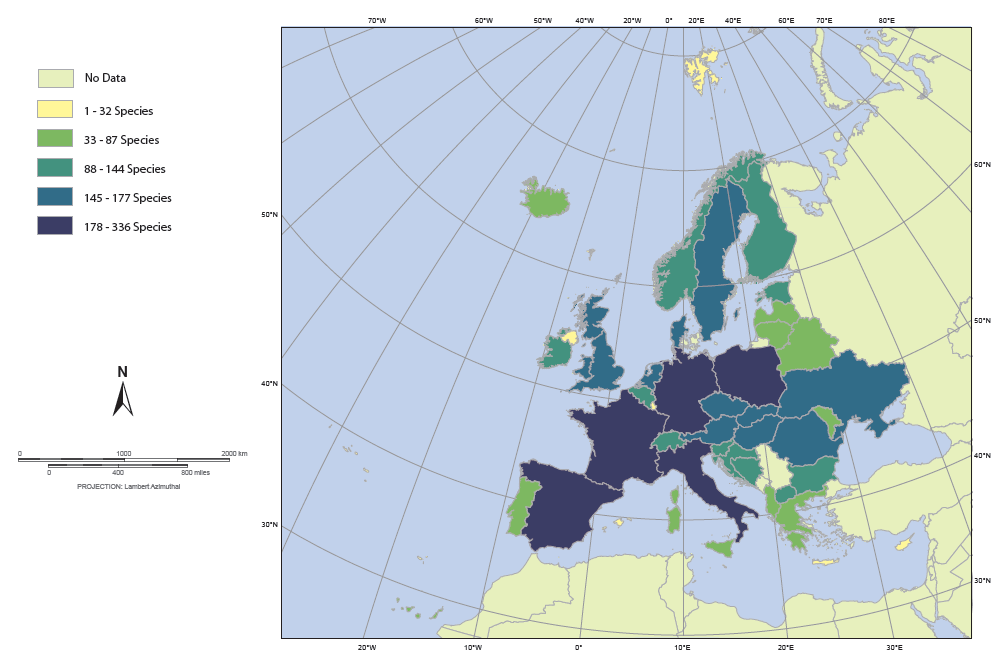 70°W 60°W 50°W 40°W 20°W 0° 20°E 40°E 60°E 70°E 80°E
No Data
1 - 32 Species
33 - 87 Species
88 - 144 Species
145 - 177 Species
178 - 336 Species
60°N
50°N
50°N
40°N
N
40°N
0 1000 2000 km
0 400 800 miles
PROJECTION: Lambert Azimuthal
30°N
30°N
20°W 10°W 0° 10°E 20°E 30°E